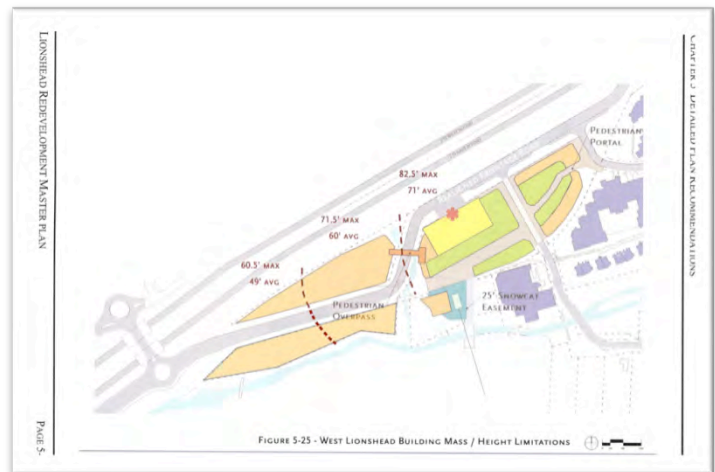 LIONSHEAD REDEVELOPMENT MASTER PLAN
CHAPTER 5 DETAILED PLAN RECOMMENDATIONS
PEDESTRIAN
PORTAL
82.5' MAX
71' AVG
71.5' MAX
60' AVG
60.5' MAX
49' AVG
PEDESTRIAN
OVERPASS
25' SNOWCAT
EASEMENT
FIGURE 5-25 - WEST LIONSHEAD BUILDING MASS / HEIGHT LIMITATIONS
PAGE 5-